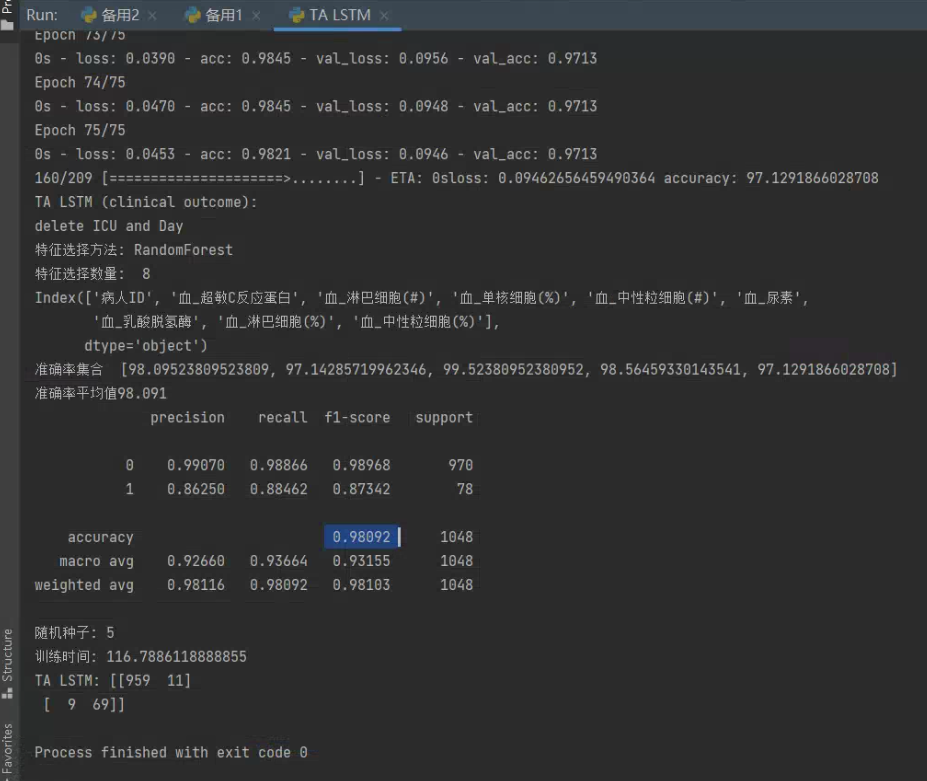 Run: 备用2 × 备用1 × TA LSTM ×
Epoch 73/75
0s - loss: 0.0390 - acc: 0.9845 - val_loss: 0.0956 - val_acc: 0.9713
Epoch 74/75
0s - loss: 0.0470 - acc: 0.9845 - val_loss: 0.0948 - val_acc: 0.9713
Epoch 75/75
0s - loss: 0.0453 - acc: 0.9821 - val_loss: 0.0946 - val_acc: 0.9713
160/209 [=====================>........] - ETA: 0sloss: 0.09462656459490364 accuracy: 97.1291866028708
TA LSTM (clinical outcome):
delete ICU and Day
特征选择方法: RandomForest
特征选择数量: 8
Index(['病人ID', '血_超敏C反应蛋白', '血_淋巴细胞(#)', '血_单核细胞(%)', '血_中性粒细胞(#)', '血_尿素',
'血_乳酸脱氢酶', '血_淋巴细胞(%)', '血_中性粒细胞(%)'],
dtype='object')
准确率集合 [98.09523809523809, 97.14285719962346, 99.52380952380952, 98.56459330143541, 97.1291866028708]
准确率平均值98.091
precision recall f1-score support
0 0.99070 0.98866 0.98968 970
1 0.86250 0.88462 0.87342 78
accuracy 0.98092 1048
macro avg 0.92660 0.93664 0.93155 1048
weighted avg 0.98116 0.98092 0.98103 1048
随机种子: 5
训练时间: 116.7886118888855
TA LSTM: [[959 11]
[ 9 69]]
Process finished with exit code 0
Structure
Favorites